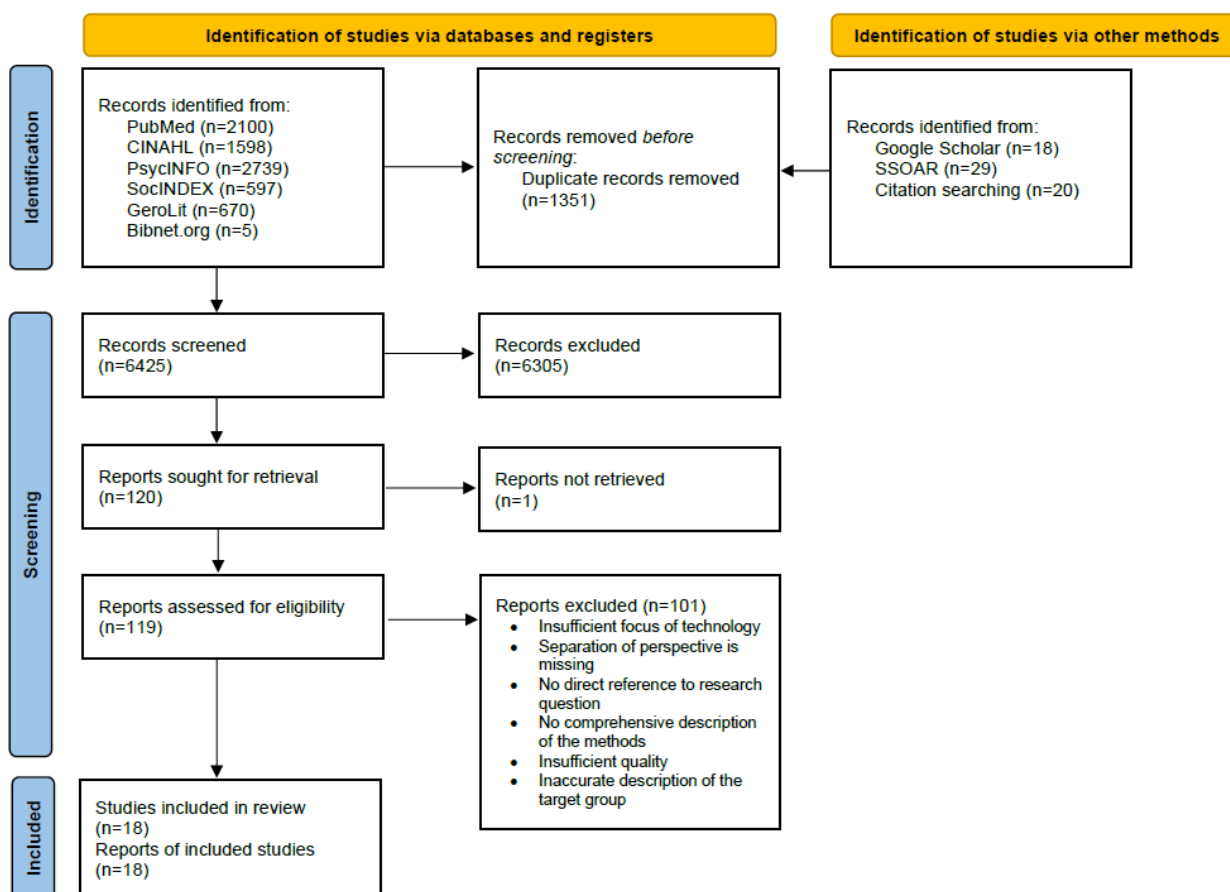 Identification of studies via databases and registers
Identification of studies via other methods
Identification
Records identified from:
PubMed (n=2100)
CINAHL (n=1598)
PsycINFO (n=2739)
SocINDEX (n=597)
GeroLit (n=670)
Bibnet.org (n=5)
Records removed before
screening:
Duplicate records removed
(n=1351)
Records identified from:
Google Scholar (n=18)
SSOAR (n=29)
Citation searching (n=20)
Screening
Records screened
(n=6425)
Records excluded
(n=6305)
Reports sought for retrieval
(n=120)
Reports not retrieved
(n=1)
Reports assessed for eligibility
(n=119)
Reports excluded (n=101)
• Insufficient focus of technology
• Separation of perspective is
missing
• No direct reference to research
question
• No comprehensive description
of the methods
• Insufficient quality
• Inaccurate description of the
target group
Included
Studies included in review
(n=18)
Reports of included studies
(n=18)